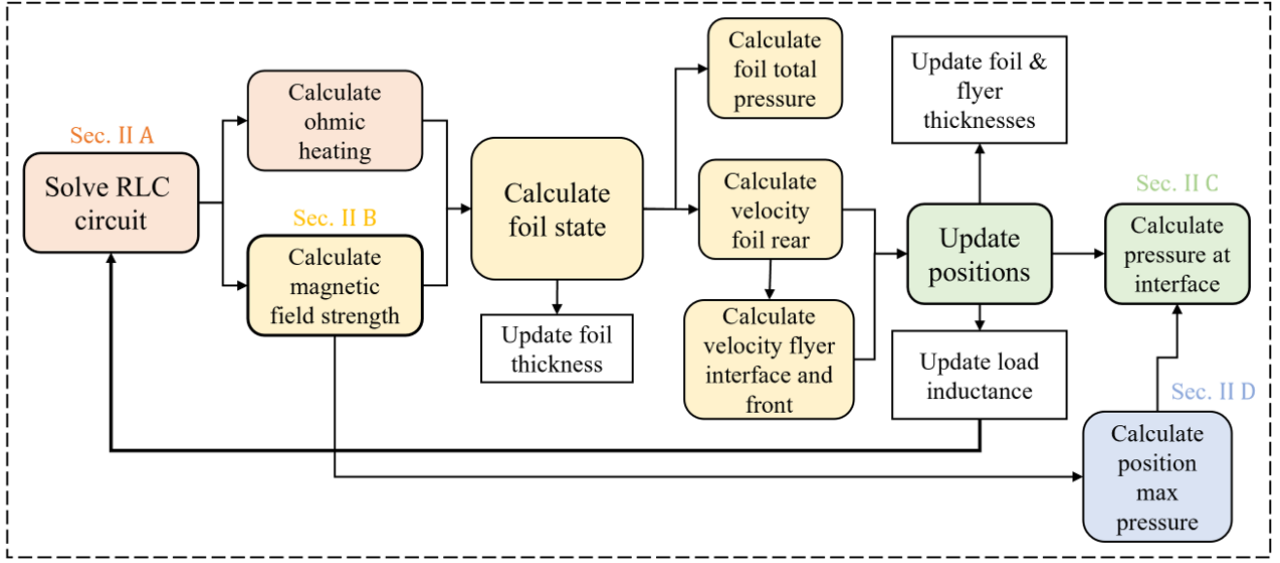 Sec. II A
Solve RLC
circuit
Calculate
ohmic
heating
Sec. II B
Calculate
magnetic
field strength
Calculate
foil state
Update foil
thickness
Calculate
foil total
pressure
Calculate
velocity
foil rear
Calculate
velocity flyer
interface and
front
Update foil &
flyer
thicknesses
Update
positions
Update load
inductance
Sec. II C
Calculate
pressure at
interface
Sec. II D
Calculate
position
max
pressure